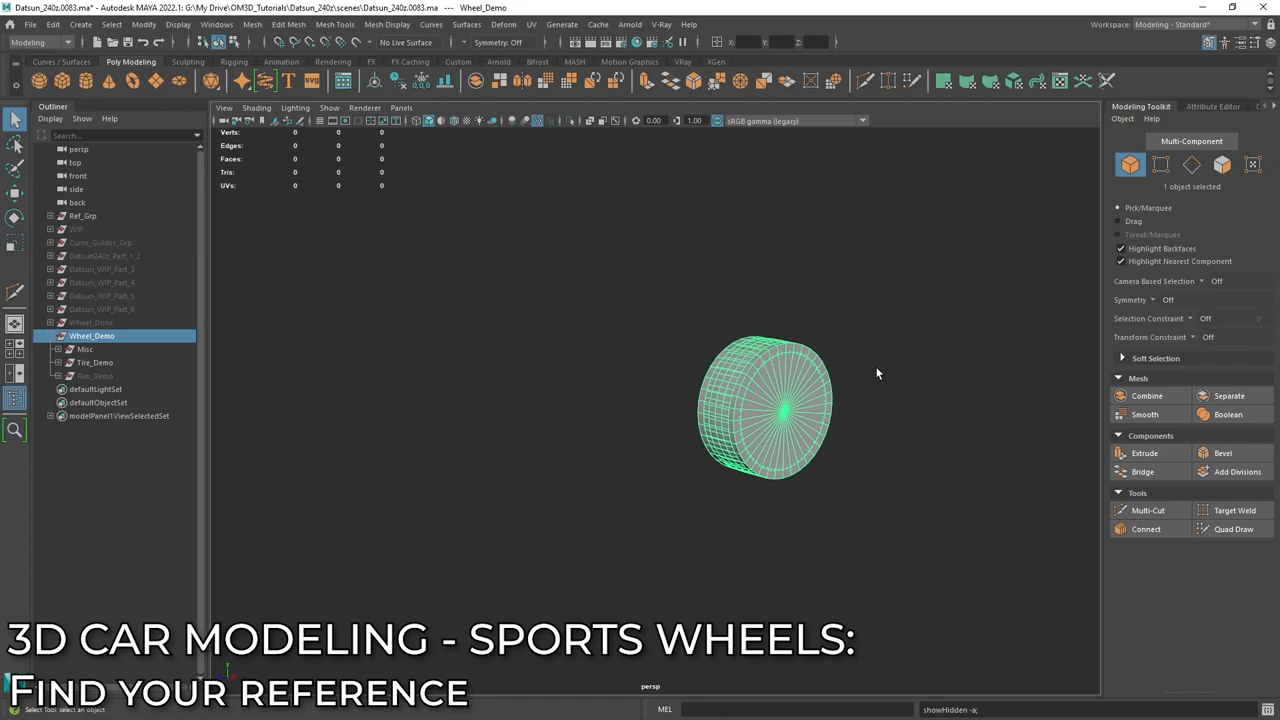 Datsun_240z.0083.ma* - Autodesk MAYA 2022.1: G:\My Drive\OM3D_Tutorials\Datsun_240z\scenes\Datsun_240z.0083.ma --- Wheel_Demo
File Edit Create Select Modify Display Windows Mesh Edit Mesh Mesh Tools Mesh Display Curves Surfaces Deform UV Generate Cache Arnold V-Ray Help
Workspace: Modeling - Standard*
Modeling No Live Surface Symmetry: Off X: Y: Z:
Curves / Surfaces Poly Modeling Sculpting Rigging Animation Rendering FX FX Caching Custom Arnold Bifrost MASH Motion Graphics VRay XGen
Outliner
Display Show Help
Search...
persp
top
front
side
back
Ref_Grp
WIP
Curve_Guides_Grp
Datsun240z_Part_1_2
Datsun_WIP_Part_3
Datsun_WIP_Part_4
Datsun_WIP_Part_5
Datsun_WIP_Part_6
Wheel_Done
Wheel_Demo
Misc
Tire_Demo
Rim_Demo
defaultLightSet
defaultObjectSet
modelPanel1ViewSelectedSet
View Shading Lighting Show Renderer Panels
0.00 1.00 sRGB gamma (legacy)
Verts: 0 0 0
Edges: 0 0 0
Faces: 0 0 0
Tris: 0 0 0
UVs: 0 0 0
persp
Modeling Toolkit Attribute Editor
Object Help
Multi-Component
1 object selected
Pick/Marquee
Drag
Tweak/Marquee
Highlight Backfaces
Highlight Nearest Component
Camera Based Selection Off
Symmetry Off
Selection Constraint Off 0
Transform Constraint Off
Soft Selection
Mesh
Combine Separate
Smooth Boolean
Components
Extrude Bevel
Bridge Add Divisions
Tools
Multi-Cut Target Weld
Connect Quad Draw
3D CAR MODELING - SPORTS WHEELS:
FIND YOUR REFERENCE
Select Tool: select an object
MEL showHidden -a;